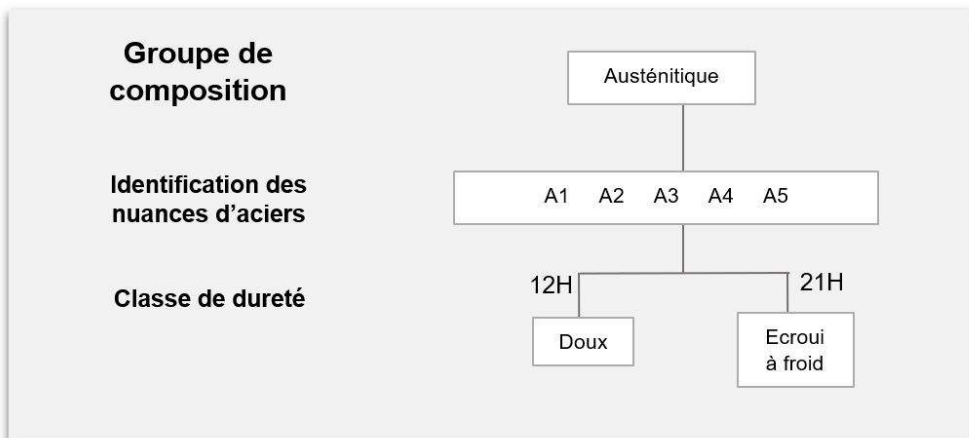 Groupe de
composition
Austénitique
Identification des
nuances d'aciers
A1 A2 A3 A4 A5
Classe de dureté
12H
21H
Doux
Ecroui
à froid